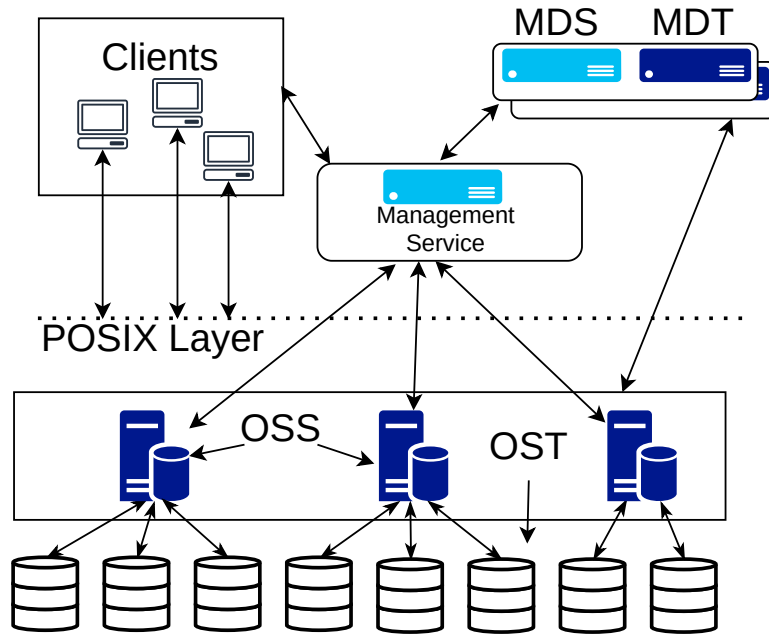 MDS MDT
Clients
Management
Service
POSIX Layer
OSS
OST